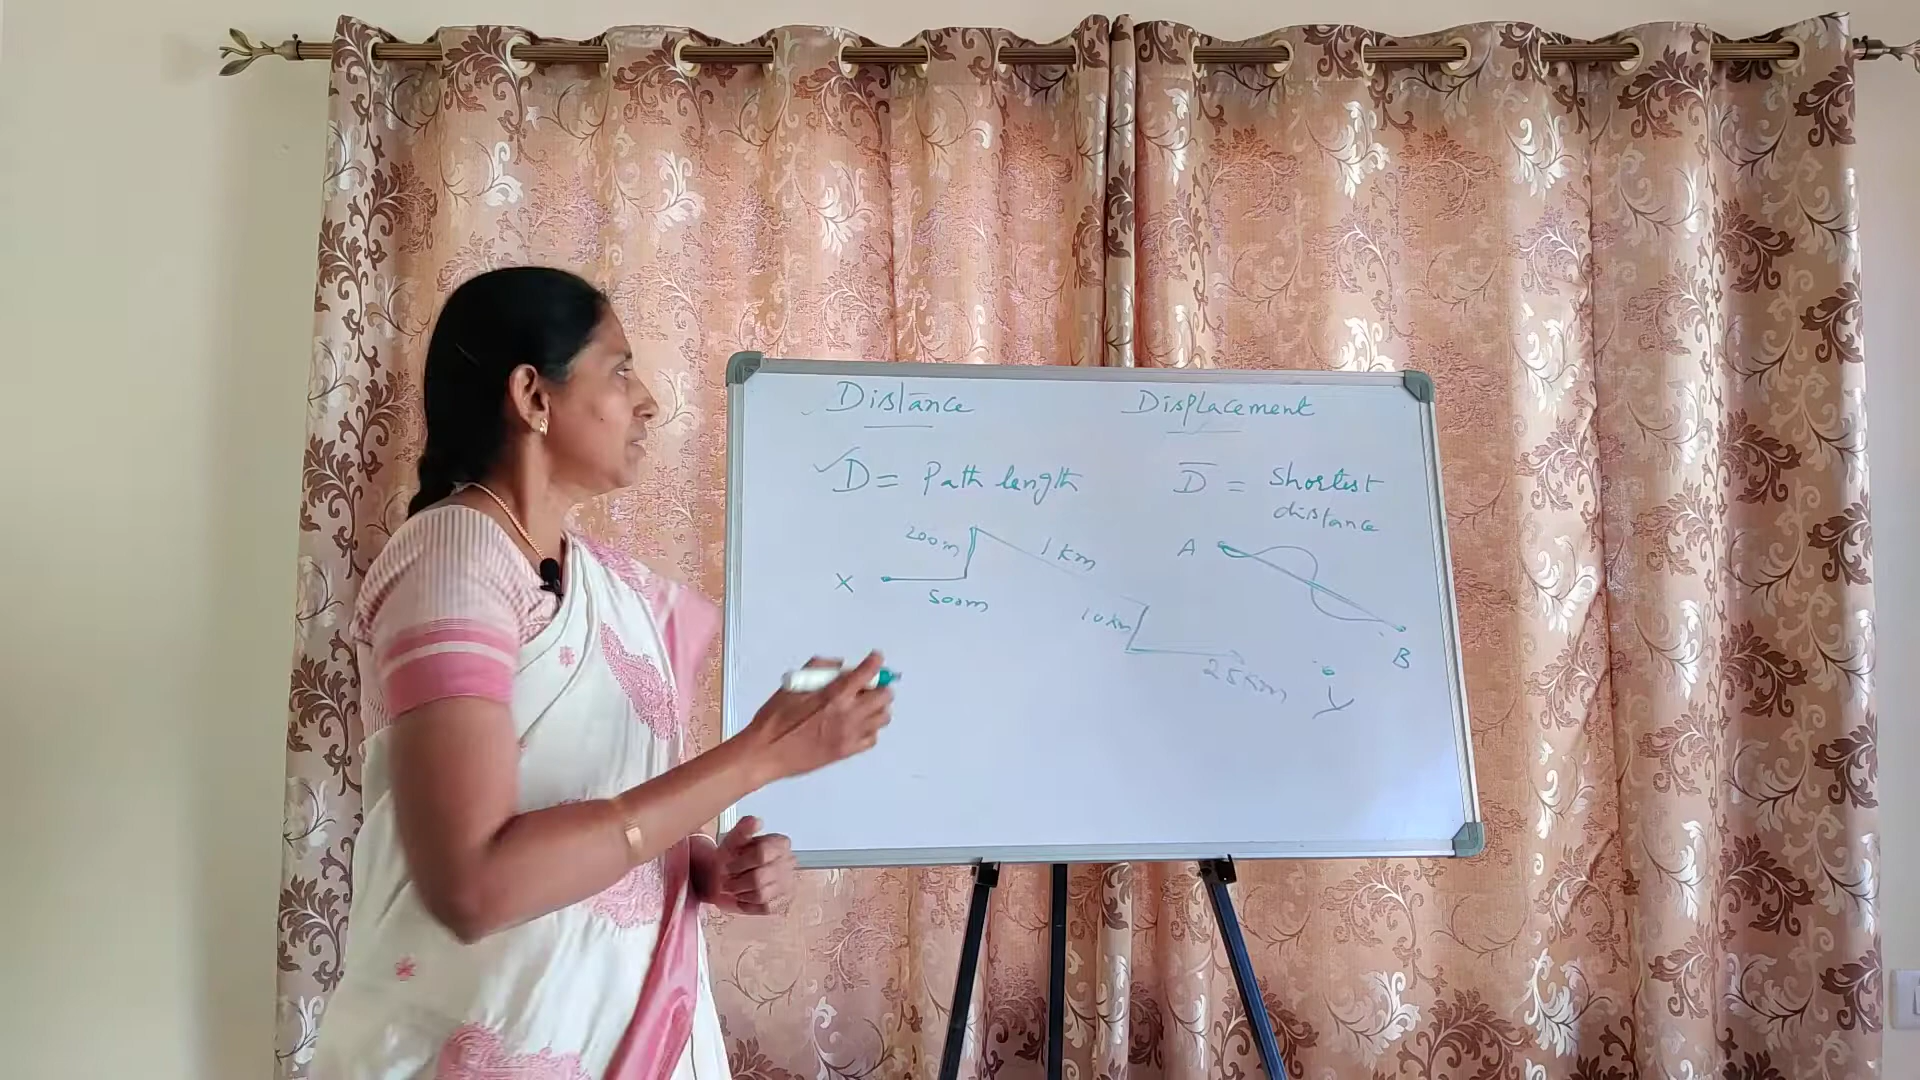 Distance
Displacement
D = Path length
D̅ = Shortest
distance
200m
1 km
A
X
500m
10km
B
25km
y